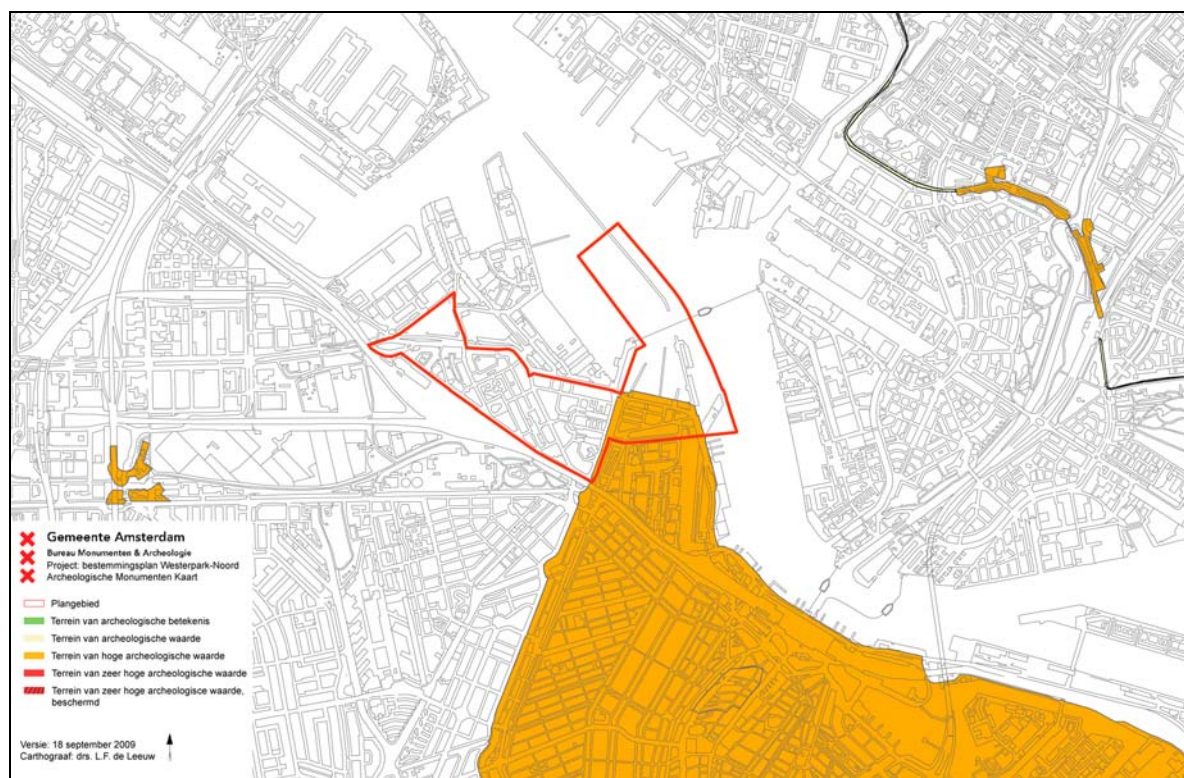 Gemeente Amsterdam
Bureau Monumenten & Archeologie
Project: bestemmingsplan Westerpark-Noord
Archeologische Monumenten Kaart
Plangebied
Terrein van archeologische betekenis
Terrein van archeologische waarde
Terrein van hoge archeologische waarde
Terrein van zeer hoge archeologische waarde
Terrein van zeer hoge archeologisce waarde,
beschermd
Versie: 18 september 2009
Carthograaf: drs. L.F. de Leeuw